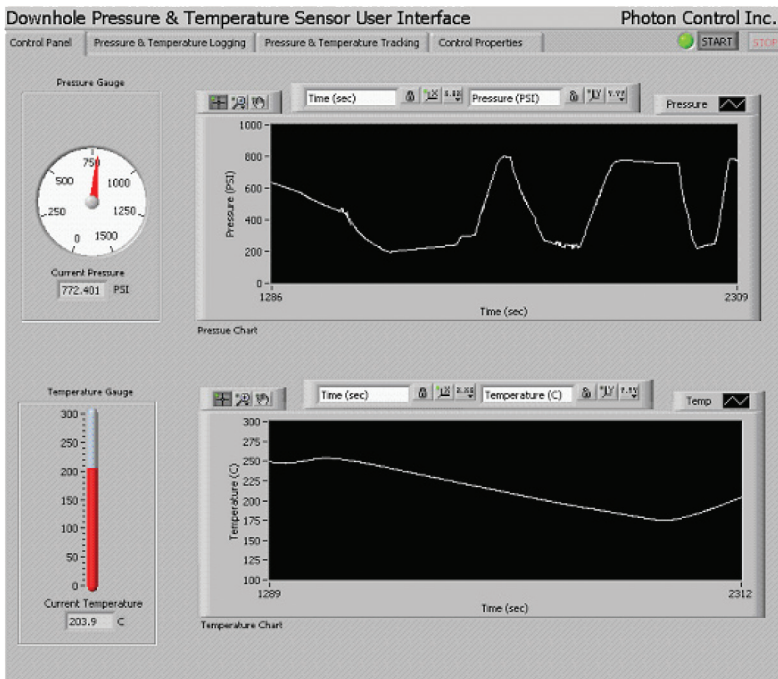 Downhole Pressure & Temperature Sensor User Interface
Photon Control Inc.
Control Panel
Pressure & Temperature Logging
Pressure & Temperature Tracking
Control Properties
START
STOP
Pressure Gauge
0
250
500
750
1000
1250
1500
Current Pressure
772.401 PSI
Time (sec)
Pressure (PSI)
Pressure
Pressure (PSI)
1000
800
600
400
200
0
1286
2309
Time (sec)
Pressue Chart
Temperature Gauge
300
250
200
150
100
50
0
Current Temperature
203.9 C
Time (sec)
Temperature (C)
Temp
Temperature (C)
300
275
250
225
200
175
150
125
100
1289
2312
Time (sec)
Temperature Chart